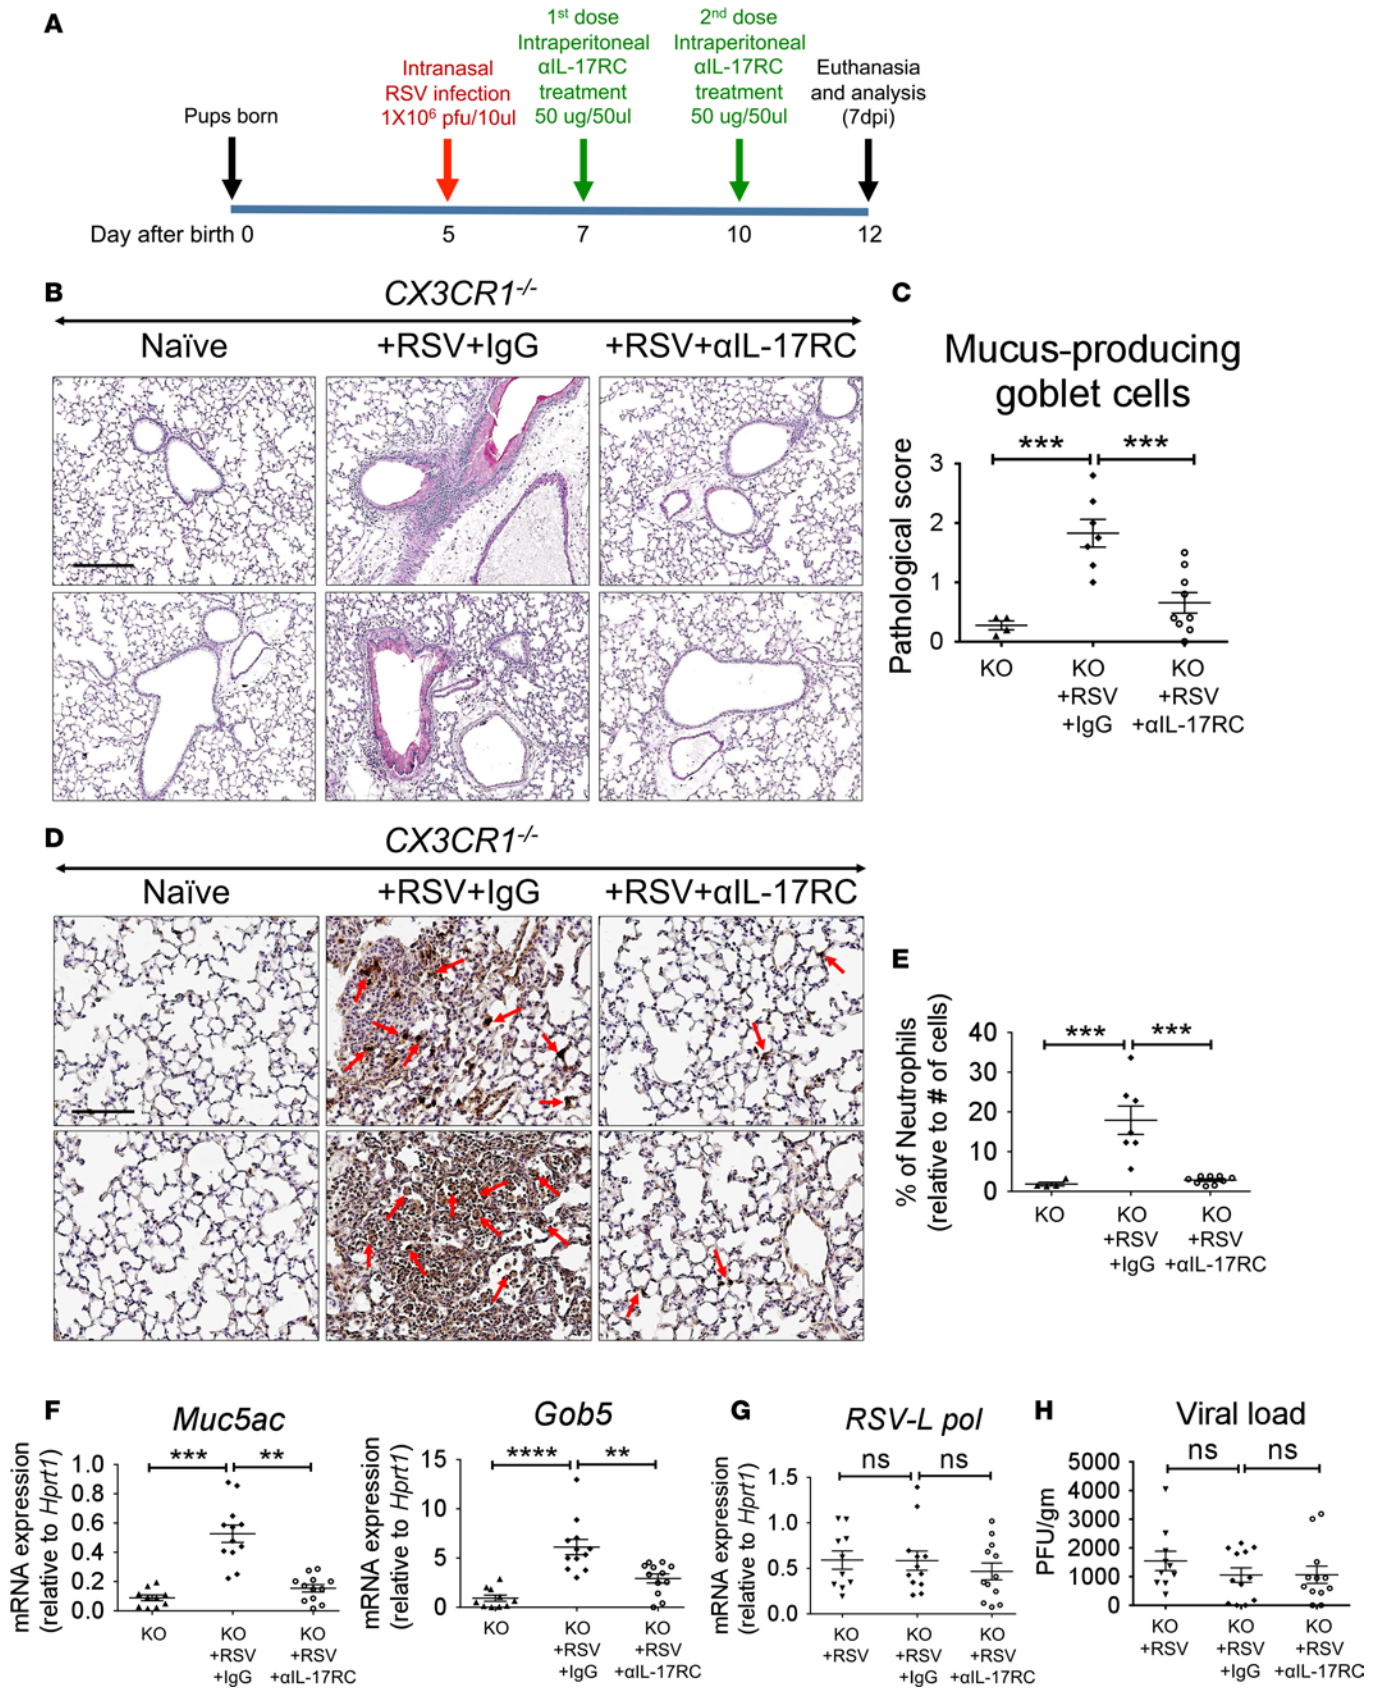 A
1st dose
Intraperitoneal
αIL-17RC
treatment
50 ug/50ul
2nd dose
Intraperitoneal
αIL-17RC
treatment
50 ug/50ul
Intranasal
RSV infection
1X10⁶ pfu/10ul
Euthanasia
and analysis
(7dpi)
Pups born
Day after birth 0 5 7 10 12
B
CX3CR1-/-
Naïve +RSV+IgG +RSV+αIL-17RC
C
Mucus-producing
goblet cells
*** ***
Pathological score
3
2
1
0
KO
KO
+RSV
+IgG
KO
+RSV
+αIL-17RC
D
CX3CR1-/-
Naïve +RSV+IgG +RSV+αIL-17RC
E
*** ***
% of Neutrophils
(relative to # of cells)
40
30
20
10
0
KO
KO
+RSV
+IgG
KO
+RSV
+αIL-17RC
F
Muc5ac
*** **
mRNA expression
(relative to Hprt1)
1.0
0.8
0.6
0.4
0.2
0.0
KO
KO
+RSV
+IgG
KO
+RSV
+αIL-17RC
Gob5
**** **
mRNA expression
(relative to Hprt1)
15
10
5
0
KO
KO
+RSV
+IgG
KO
+RSV
+αIL-17RC
G
RSV-L pol
ns ns
mRNA expression
(relative to Hprt1)
1.5
1.0
0.5
0.0
KO
+RSV
KO
+RSV
+IgG
KO
+RSV
+αIL-17RC
H
Viral load
ns ns
PFU/gm
5000
4000
3000
2000
1000
0
KO
+RSV
KO
+RSV
+IgG
KO
+RSV
+αIL-17RC